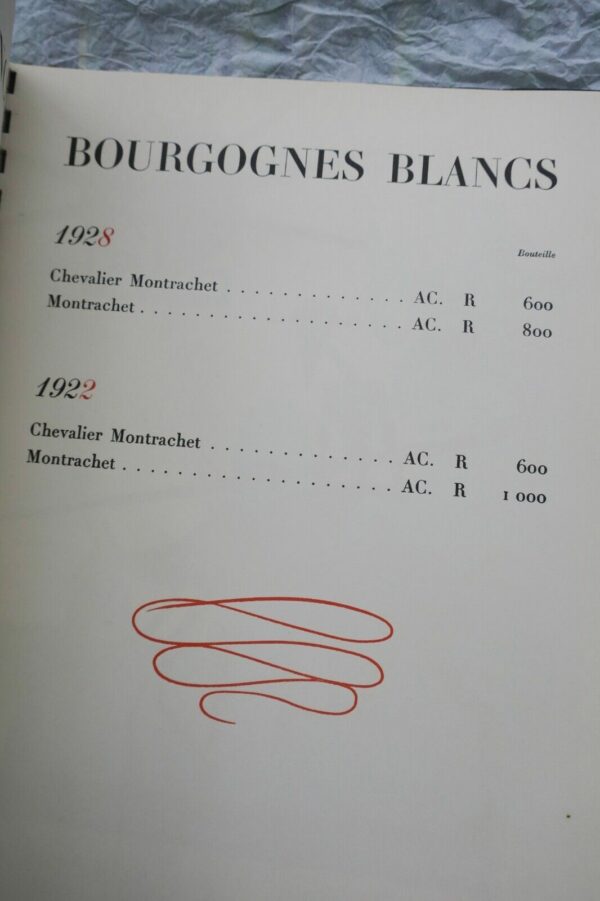 BOURGOGNES BLANCS
1928
Bouteille
Chevalier Montrachet . . . . . . . . . . . . . AC. R 600
Montrachet . . . . . . . . . . . . . . . . . . . . AC. R 800
1922
Chevalier Montrachet . . . . . . . . . . . . . AC. R 600
Montrachet . . . . . . . . . . . . . . . . . . . . AC. R 1 000